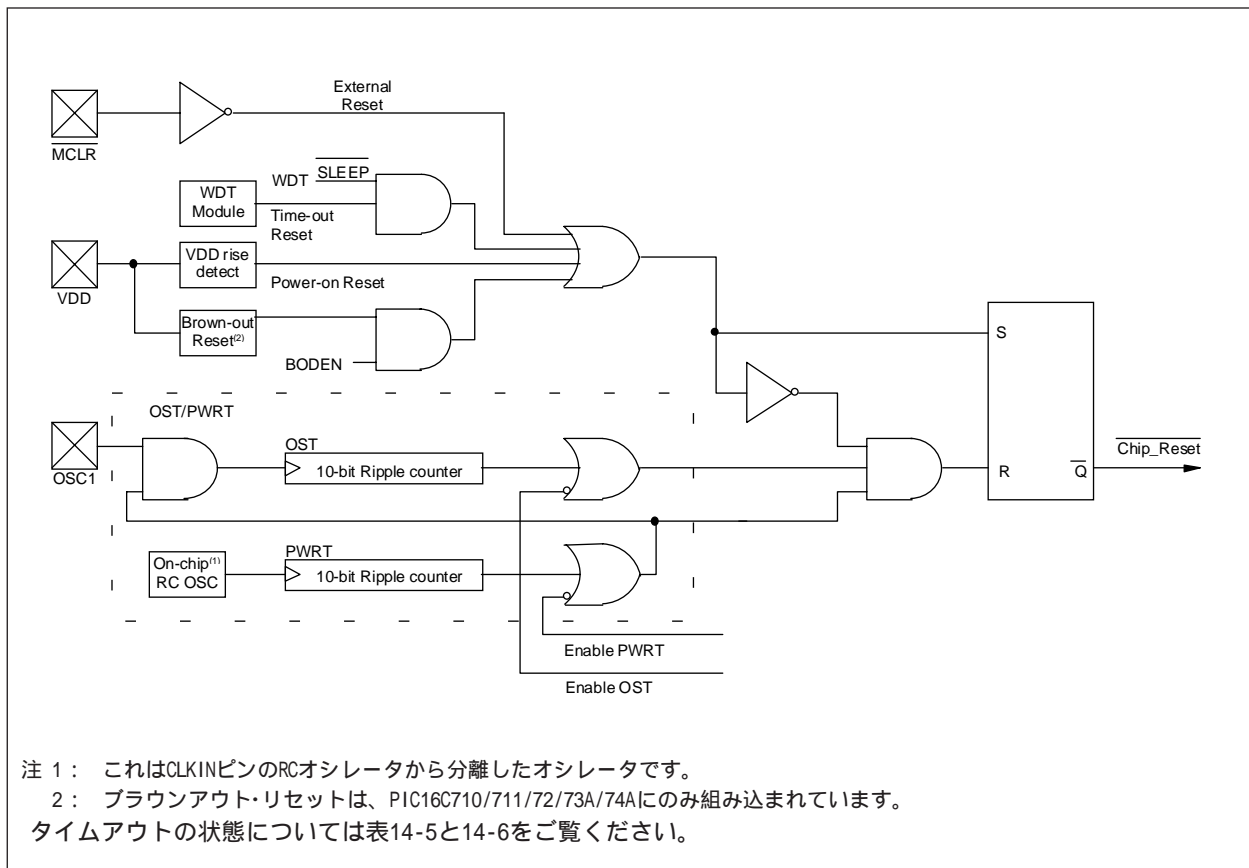 External
Reset
MCLR
SLEEP
WDT
WDT
Module
Time-out
Reset
VDD rise
detect
VDD
Power-on Reset
Brown-out
Reset(2)
BODEN
S
OST/PWRT
OSC1
OST
10-bit Ripple counter
Chip_Reset
R
Q
PWRT
On-chip(1)
RC OSC
10-bit Ripple counter
Enable PWRT
Enable OST
注 1： これはCLKINピンのRCオシレータから分離したオシレータです。
2： ブラウンアウト･リセットは、PIC16C710/711/72/73A/74Aにのみ組み込まれています。
タイムアウトの状態については表14-5と14-6をご覧ください。